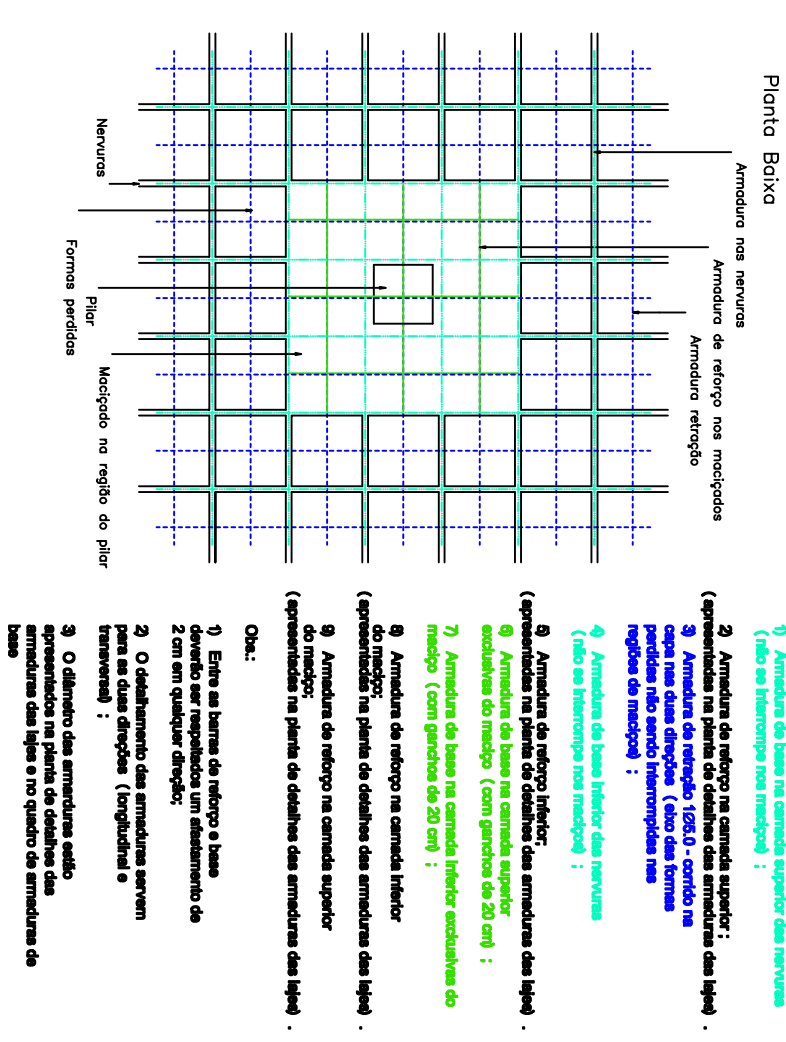 Planta Baixa
Armadura nas nervuras
Armadura de reforço nos maciçados
Armadura retração
Nervuras
Formas perdidas
Pilar
Maciçado na região do pilar
1) Armadura de base na camada superior das nervuras
( não se interrompe nos maciços) ;
2) Armadura de reforço na camada superior ;
( apresentadas na planta de detalhes das armaduras das lajes) .
3) Armadura de retração 1Ø5.0 - corrido na
capa nas duas direções ( eixo das formas
perdidas não sendo interrompidas nas
regiões de maciços) ;
4) Armadura de base inferior das nervuras
( não se interrompe nos maciços) ;
5) Armadura de reforço inferior;
( apresentadas na planta de detalhes das armaduras das lajes) .
6) Armadura de base na camada superior
exclusivas do maciço ( com ganchos de 20 cm) ;
7) Armadura de base na camada inferior exckualvas do
maciço ( com ganchos de 20 cm) ;
8) Armadura de reforço na camada inferior
do maciço;
( apresentadas na planta de detalhes das armaduras das lajes) .
9) Armadura de reforço na camada superior
do maciço;
( apresentadas na planta de detalhes das armaduras das lajes) .
Obs.:
1) Entre as barras de reforço e base
deverão ser respeitados um afastamento de
2 cm em qualquer direção;
2) O detalhamento das armaduras servem
para as duas direções ( longitudinal e
transversal) ;
3) O diâmetro das armarduras estão
apresentados na planta de detalhes das
armaduras das lajes e no quadro de armaduras de
base